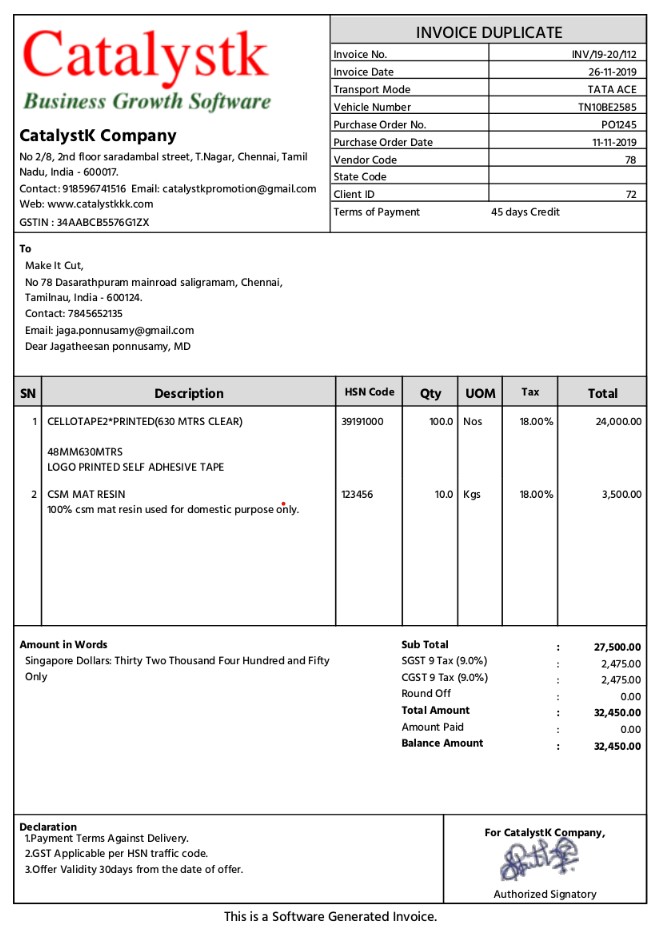 Catalystk
Business Growth Software
CatalystK Company
No 2/8, 2nd floor saradambal street, T.Nagar, Chennai, Tamil
Nadu, India - 600017.
Contact: 918596741516 Email: catalystkpromotion@gmail.com
Web: www.catalystkkk.com
GSTIN : 34AABCB5576G1ZX
INVOICE DUPLICATE
Invoice No. INV/19-20/112
Invoice Date 26-11-2019
Transport Mode TATA ACE
Vehicle Number TN10BE2585
Purchase Order No. PO1245
Purchase Order Date 11-11-2019
Vendor Code 78
State Code
Client ID 72
Terms of Payment 45 days Credit
To
Make It Cut,
No 78 Dasarathpuram mainroad saligramam, Chennai,
Tamilnau, India - 600124.
Contact: 7845652135
Email: jaga.ponnusamy@gmail.com
Dear Jagatheesan ponnusamy, MD
SN Description HSN Code Qty UOM Tax Total
1 CELLOTAPE2*PRINTED(630 MTRS CLEAR) 39191000 100.0 Nos 18.00% 24,000.00
48MM630MTRS
LOGO PRINTED SELF ADHESIVE TAPE
2 CSM MAT RESIN 123456 10.0 Kgs 18.00% 3,500.00
100% csm mat resin used for domestic purpose only.
Amount in Words
Singapore Dollars: Thirty Two Thousand Four Hundred and Fifty
Only
Sub Total : 27,500.00
SGST 9 Tax (9.0%) : 2,475.00
CGST 9 Tax (9.0%) : 2,475.00
Round Off : 0.00
Total Amount : 32,450.00
Amount Paid : 0.00
Balance Amount : 32,450.00
Declaration
1.Payment Terms Against Delivery.
2.GST Applicable per HSN traffic code.
3.Offer Validity 30days from the date of offer.
For CatalystK Company,
Authorized Signatory
This is a Software Generated Invoice.